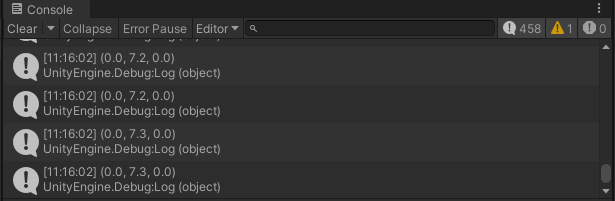 Console
Clear Collapse Error Pause Editor 458 1 0
[11:16:02] (0.0, 7.2, 0.0)
UnityEngine.Debug:Log (object)
[11:16:02] (0.0, 7.2, 0.0)
UnityEngine.Debug:Log (object)
[11:16:02] (0.0, 7.3, 0.0)
UnityEngine.Debug:Log (object)
[11:16:02] (0.0, 7.3, 0.0)
UnityEngine.Debug:Log (object)